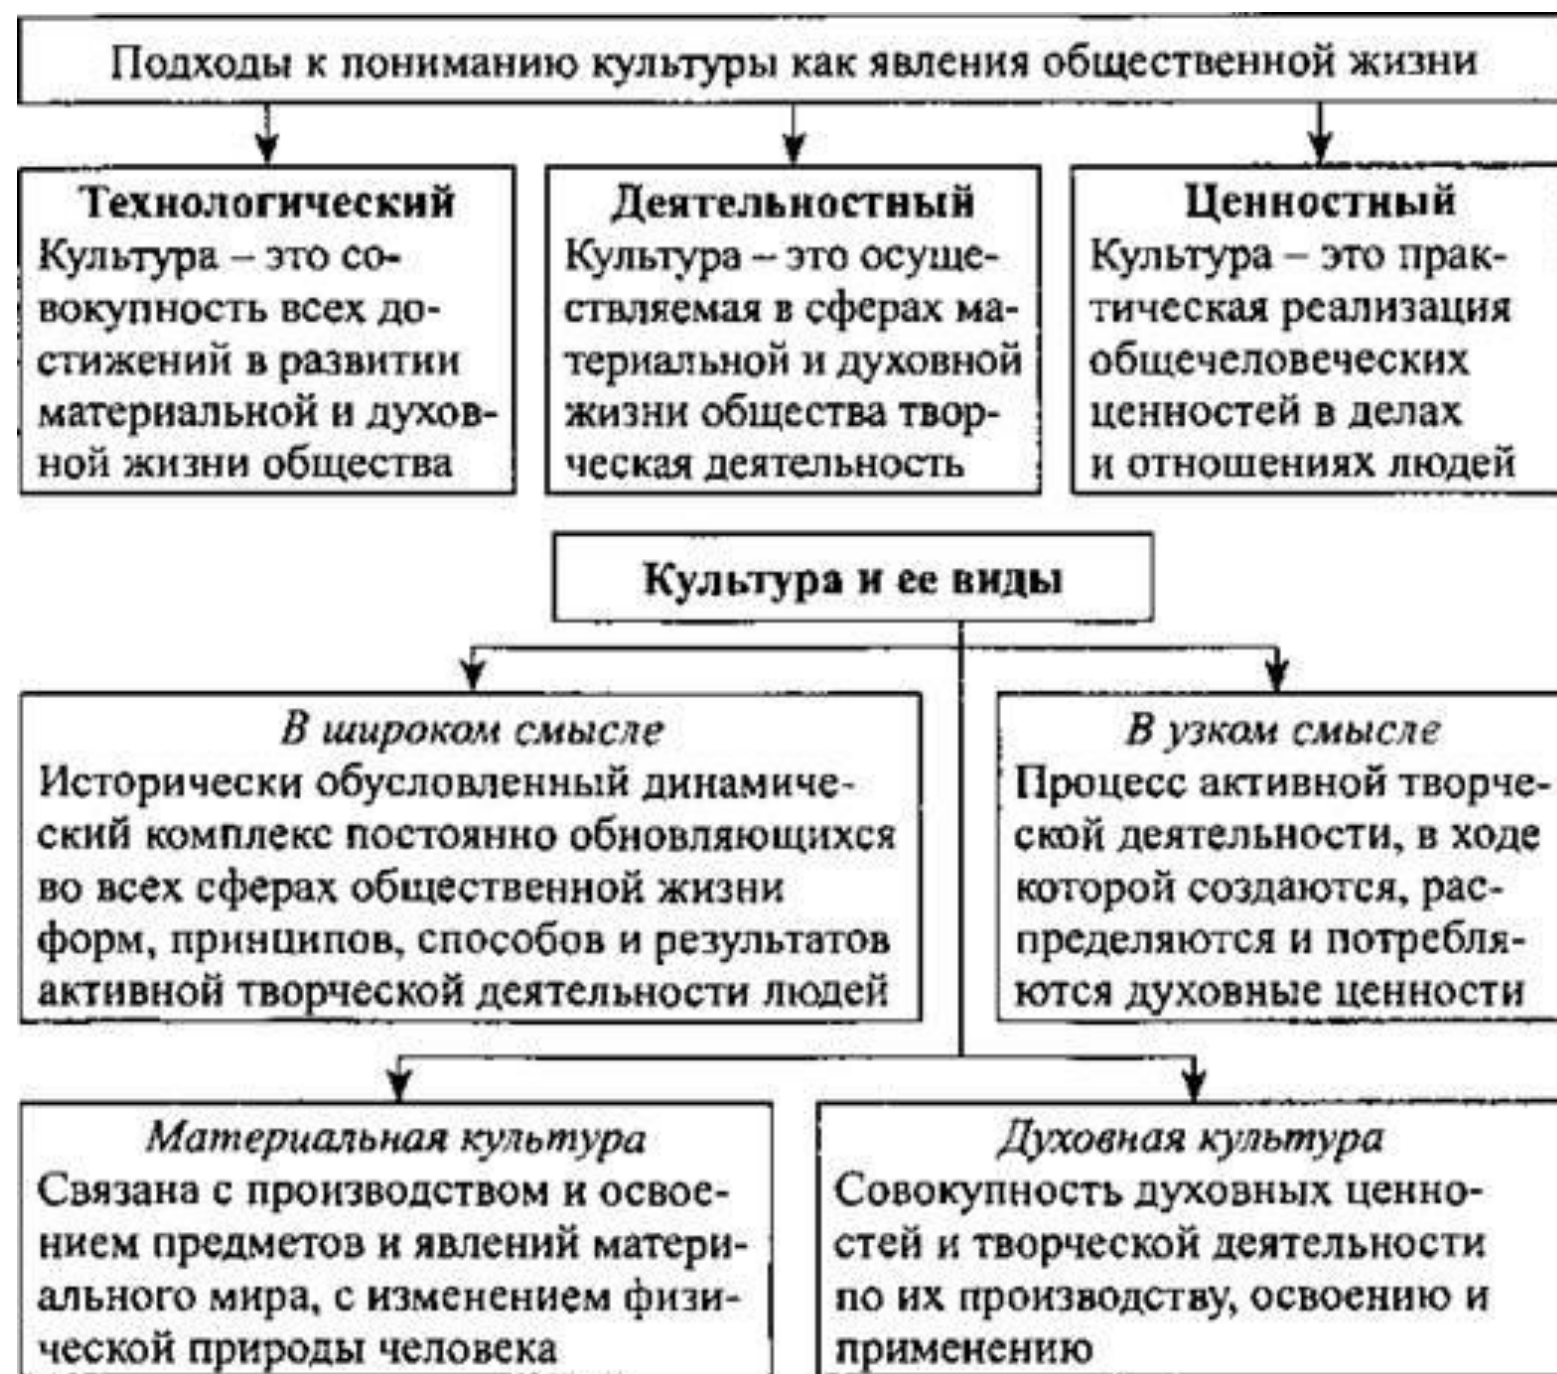 Подходы к пониманию культуры как явления общественной жизни
Технологический
Культура – это со-
вокупность всех до-
стижений в развитии
материальной и духов-
ной жизни общества
Деятельностный
Культура – это осуще-
ствляемая в сферах ма-
териальной и духовной
жизни общества твор-
ческая деятельность
Ценностный
Культура – это прак-
тическая реализация
общечеловеческих
ценностей в делах
и отношениях людей
Культура и ее виды
В широком смысле
Исторически обусловленный динамиче-
ский комплекс постоянно обновляющихся
во всех сферах общественной жизни
форм, принципов, способов и результатов
активной творческой деятельности людей
В узком смысле
Процесс активной творче-
ской деятельности, в ходе
которой создаются, рас-
пределяются и потребля-
ются духовные ценности
Материальная культура
Связана с производством и освое-
нием предметов и явлений матери-
ального мира, с изменением физи-
ческой природы человека
Духовная культура
Совокупность духовных ценно-
стей и творческой деятельности
по их производству, освоению и
применению